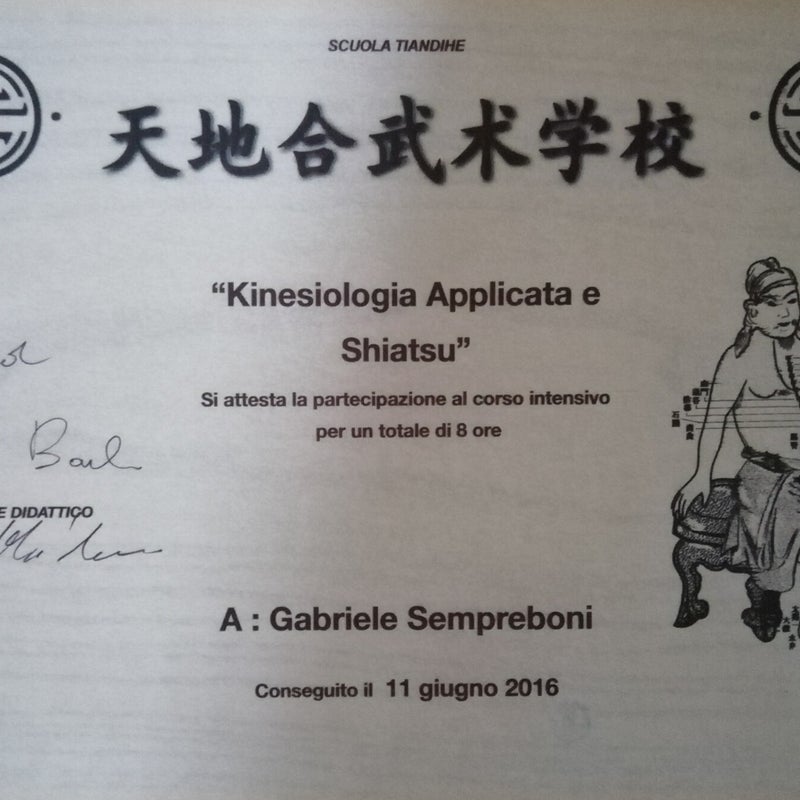 SCUOLA TIANDIHE
天地合武术学校
“Kinesiologia Applicata e
Shiatsu”
Si attesta la partecipazione al corso intensivo
per un totale di 8 ore
E DIDATTICO
A : Gabriele Sempreboni
Conseguito il 11 giugno 2016